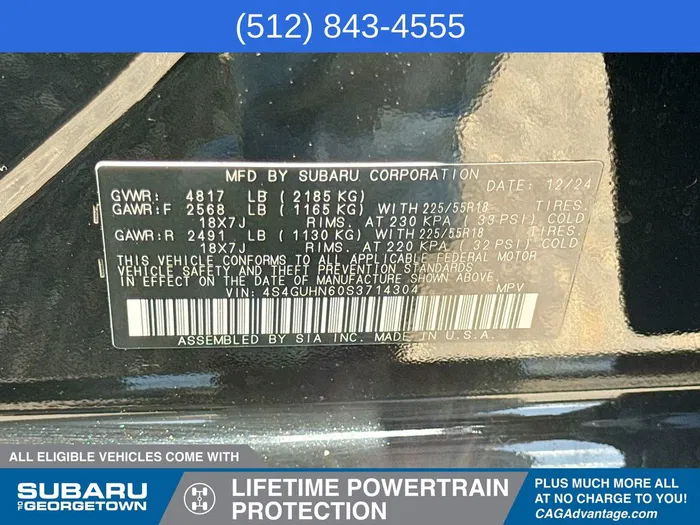 (512) 843-4555
MFD BY SUBARU CORPORATION
DATE: 12/24
GVWR: 4817 LB (2185 KG)
GAWR:F 2568 LB (1165 KG) WITH 225/55R18 TIRES.
18X7J RIMS. AT 230 KPA (33 PSI) COLD
GAWR:R 2491 LB (1130 KG) WITH 225/55R18 TIRES.
18X7J RIMS. AT 220 KPA (32 PSI) COLD
THIS VEHICLE CONFORMS TO ALL APPLICABLE FEDERAL MOTOR
VEHICLE SAFETY AND THEFT PREVENTION STANDARDS
IN EFFECT ON THE DATE OF MANUFACTURE SHOWN ABOVE.
VIN: 4S4GUHN60S3714304 MPV
ASSEMBLED BY SIA INC. MADE IN U.S.A.
ALL ELIGIBLE VEHICLES COME WITH
SUBARU
OF GEORGETOWN
LIFETIME POWERTRAIN
PROTECTION
PLUS MUCH MORE ALL
AT NO CHARGE TO YOU!
CAGAdvantage.com